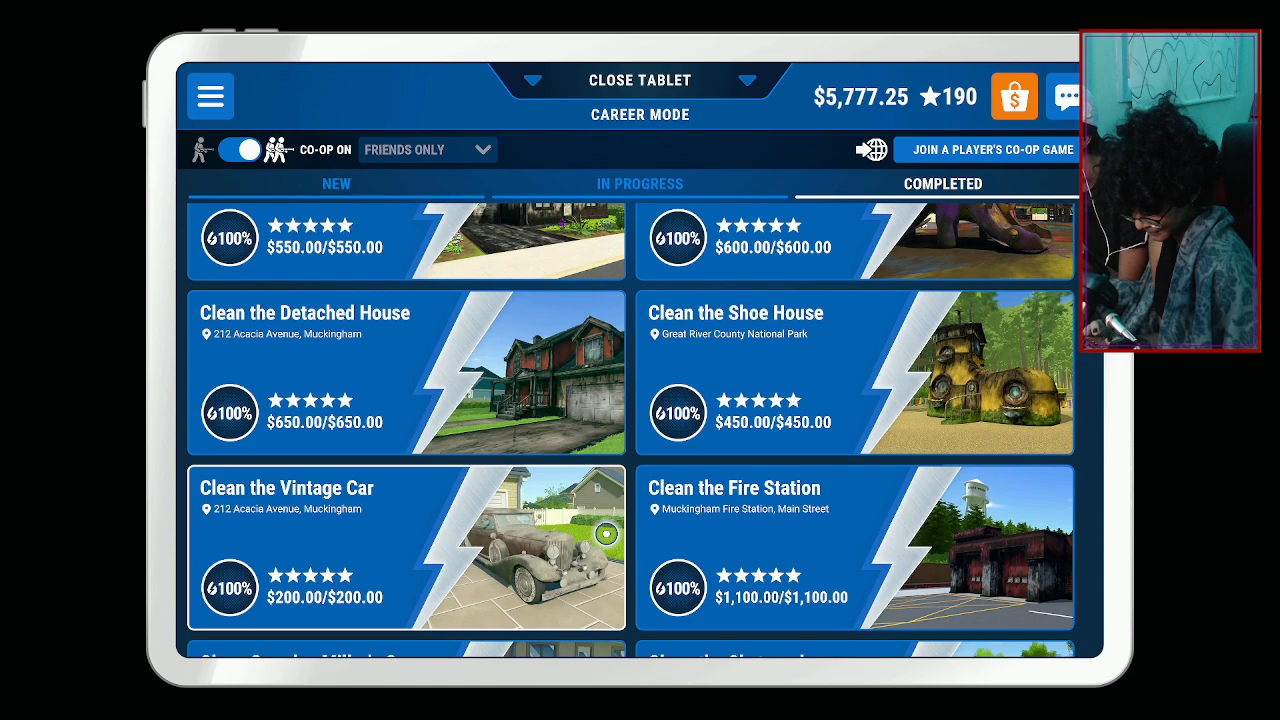 CLOSE TABLET
$5,777.25 ★190
CAREER MODE
CO-OP ON FRIENDS ONLY JOIN A PLAYER'S CO-OP GAME
NEW IN PROGRESS COMPLETED
100% ★★★★★
$550.00/$550.00
100% ★★★★★
$600.00/$600.00
Clean the Detached House
212 Acacia Avenue, Muckingham
100% ★★★★★
$650.00/$650.00
Clean the Shoe House
Great River County National Park
100% ★★★★★
$450.00/$450.00
Clean the Vintage Car
212 Acacia Avenue, Muckingham
100% ★★★★★
$200.00/$200.00
Clean the Fire Station
Muckingham Fire Station, Main Street
100% ★★★★★
$1,100.00/$1,100.00